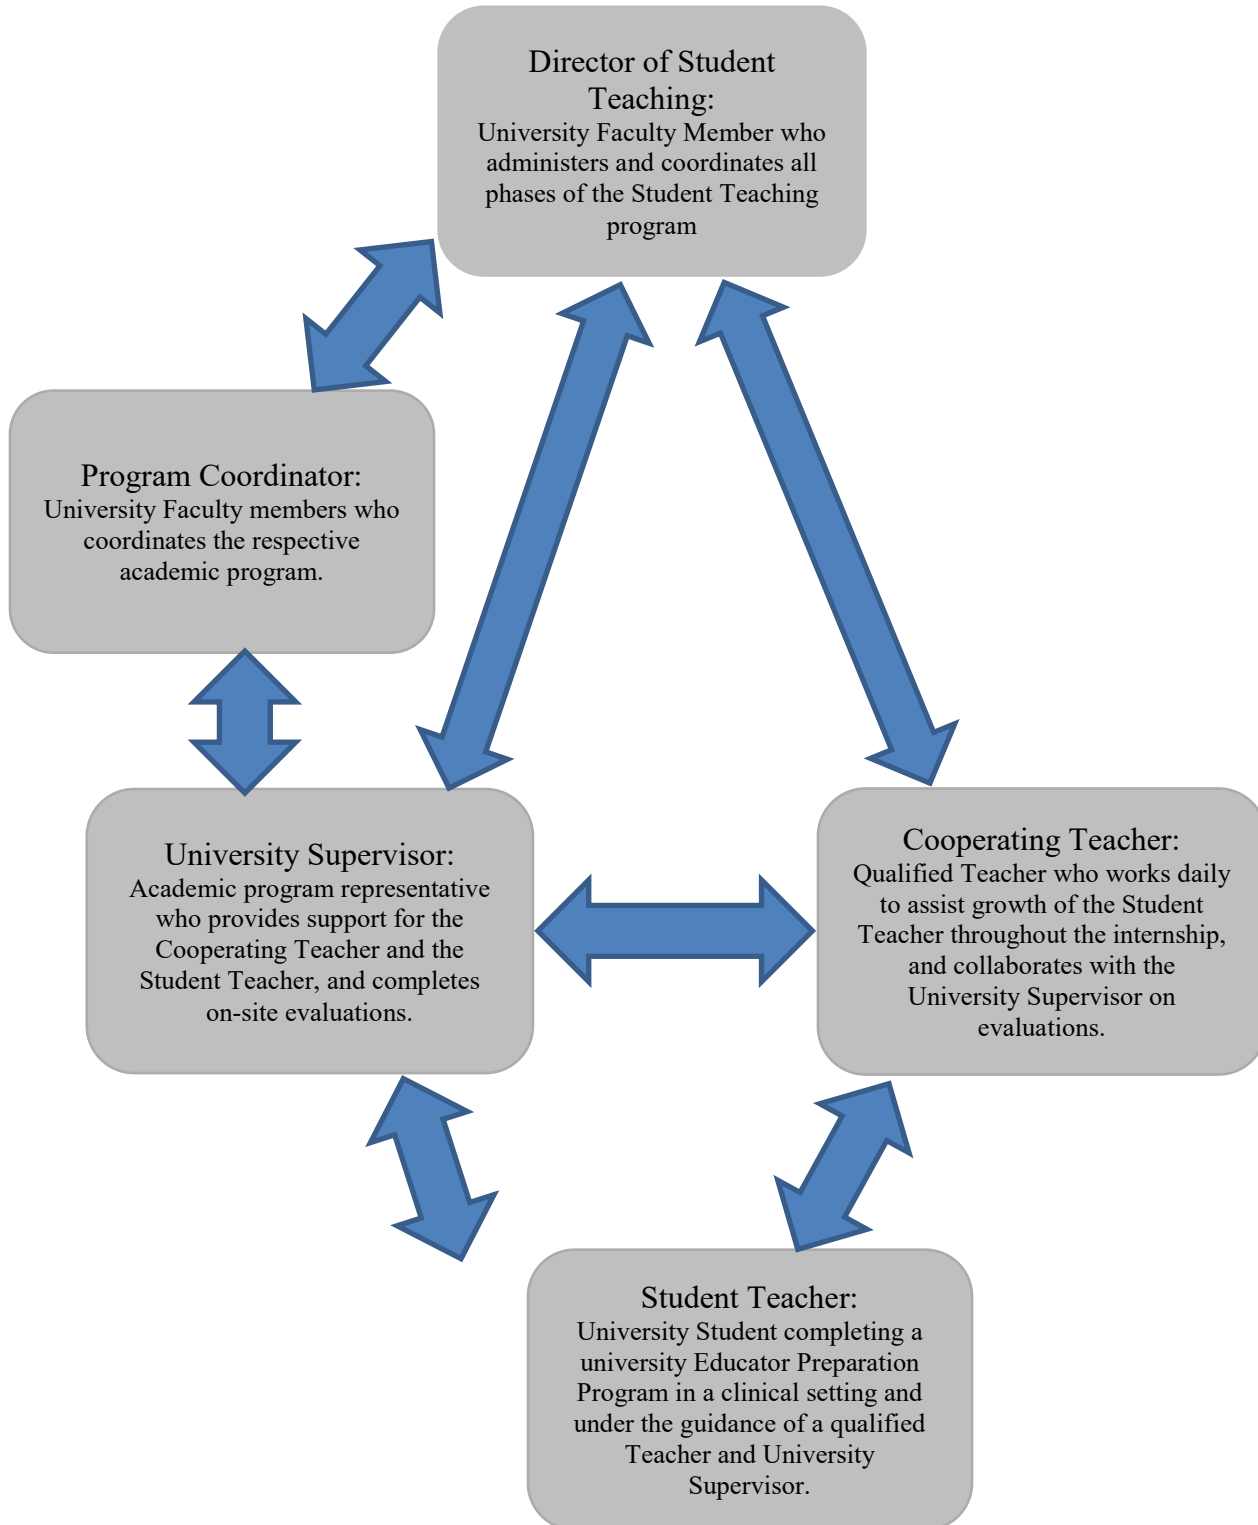 Director of Student
Teaching:
University Faculty Member who
administers and coordinates all
phases of the Student Teaching
program
Program Coordinator:
University Faculty members who
coordinates the respective
academic program.
University Supervisor:
Academic program representative
who provides support for the
Cooperating Teacher and the
Student Teacher, and completes
on-site evaluations.
Cooperating Teacher:
Qualified Teacher who works daily
to assist growth of the Student
Teacher throughout the internship,
and collaborates with the
University Supervisor on
evaluations.
Student Teacher:
University Student completing a
university Educator Preparation
Program in a clinical setting and
under the guidance of a qualified
Teacher and University
Supervisor.